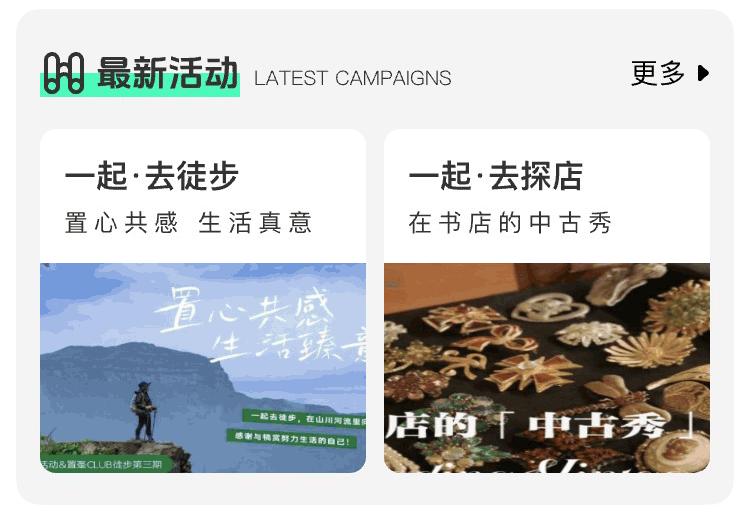 最新活动 LATEST CAMPAIGNS 更多
一起·去徒步
置心共感 生活真意
置心共感
生活臻意
一起去徒步，在山川河流里
感谢与犒赏努力生活的自己！
活动&置荟CLUB徒步第三期
一起·去探店
在书店的中古秀
店的「中古秀」